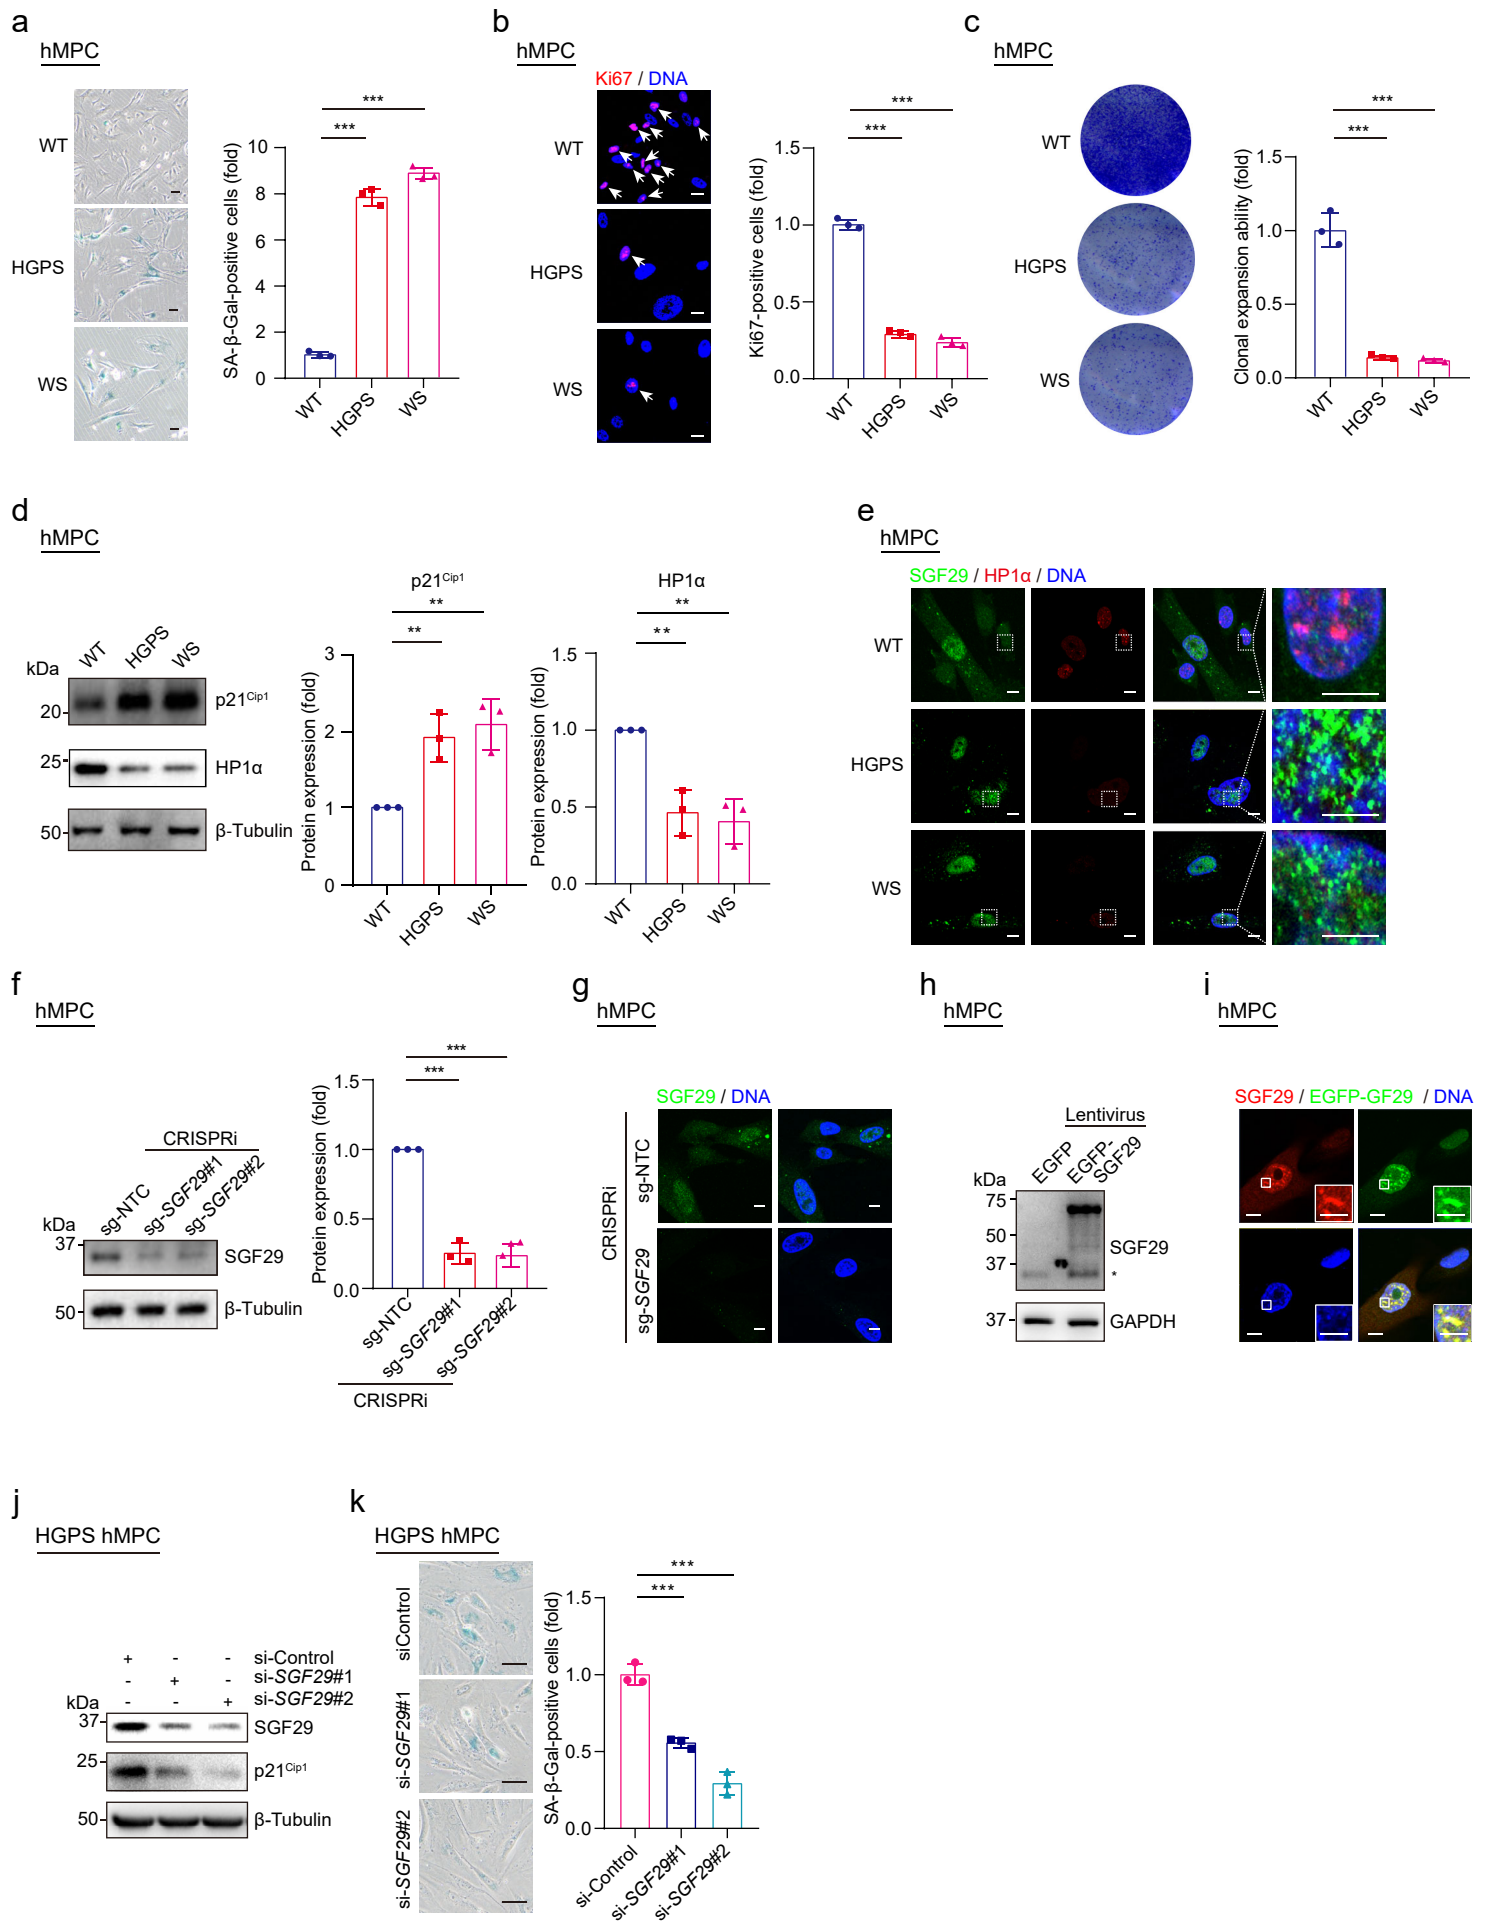 a
hMPC
WT
HGPS
WS
***
***
SA-β-Gal-positive cells (fold)
10
8
6
4
2
0
WT
HGPS
WS
b
hMPC
Ki67 / DNA
WT
HGPS
WS
***
***
Ki67-positive cells (fold)
1.5
1.0
0.5
0.0
WT
HGPS
WS
c
hMPC
WT
HGPS
WS
***
***
Clonal expansion ability (fold)
1.5
1.0
0.5
0.0
WT
HGPS
WS
d
hMPC
kDa
WT
HGPS
WS
20
p21Cip1
25
HP1α
50
β-Tubulin
p21Cip1
**
**
Protein expression (fold)
3
2
1
0
WT
HGPS
WS
HP1α
**
**
Protein expression (fold)
1.5
1.0
0.5
0.0
WT
HGPS
WS
e
hMPC
SGF29 / HP1α / DNA
WT
HGPS
WS
f
hMPC
CRISPRi
sg-NTC
sg-SGF29#1
sg-SGF29#2
kDa
37
SGF29
50
β-Tubulin
***
***
Protein expression (fold)
1.5
1.0
0.5
0.0
sg-NTC
sg-SGF29#1
sg-SGF29#2
CRISPRi
g
hMPC
SGF29 / DNA
CRISPRi
sg-NTC
sg-SGF29
h
hMPC
Lentivirus
EGFP
EGFP-
SGF29
kDa
75
50
37
SGF29
*
37
GAPDH
i
hMPC
SGF29 / EGFP-GF29 / DNA
j
HGPS hMPC
+ - - si-Control
- + - si-SGF29#1
- - + si-SGF29#2
kDa
37
SGF29
25
p21Cip1
50
β-Tubulin
k
HGPS hMPC
siControl
si-SGF29#1
si-SGF29#2
***
***
SA-β-Gal-positive cells (fold)
1.5
1.0
0.5
0.0
si-Control
si-SGF29#1
si-SGF29#2